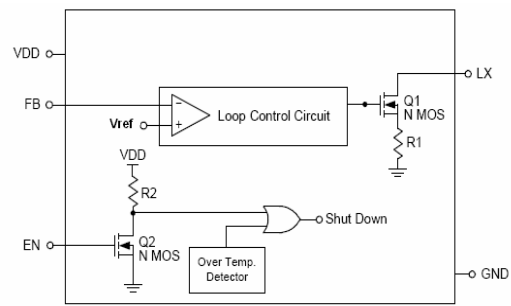 VDD
LX
FB
−
Q1
N MOS
Vref
+
Loop Control Circuit
R1
VDD
R2
Shut Down
EN
Q2
N MOS
Over Temp.
Detector
GND